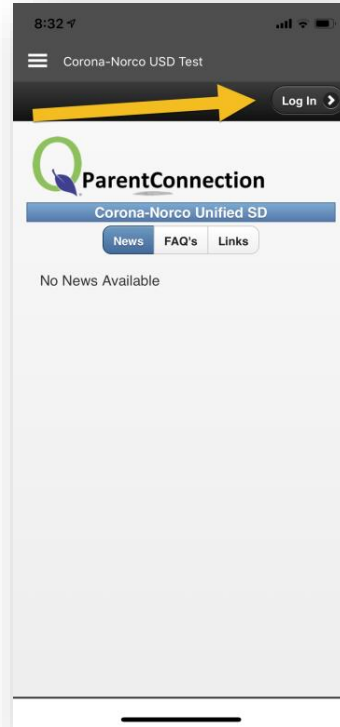 8:32
Corona-Norco USD Test
Log In
Q ParentConnection
Corona-Norco Unified SD
News FAQ's Links
No News Available